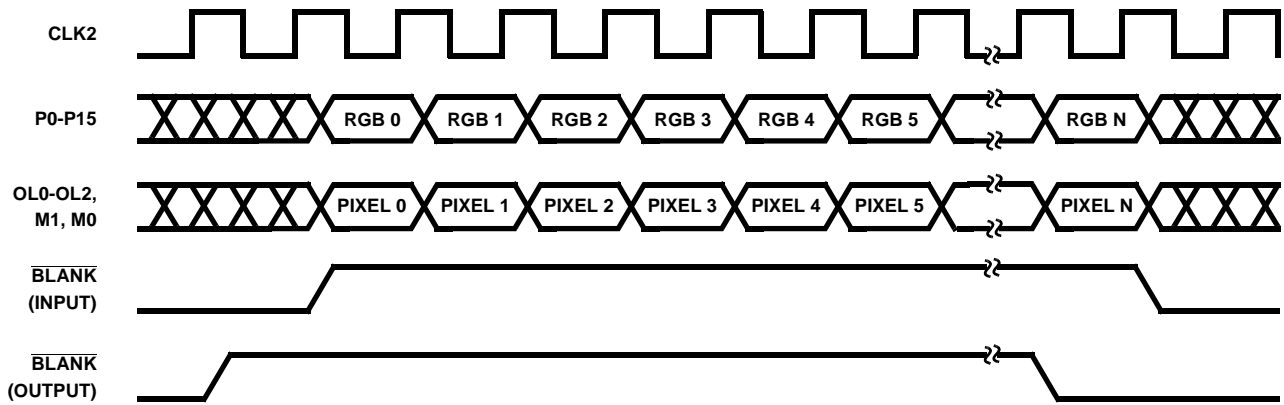 CLK2
P0-P15
RGB 0 RGB 1 RGB 2 RGB 3 RGB 4 RGB 5 RGB N
OL0-OL2,
M1, M0
PIXEL 0 PIXEL 1 PIXEL 2 PIXEL 3 PIXEL 4 PIXEL 5 PIXEL N
BLANK
(INPUT)
BLANK
(OUTPUT)